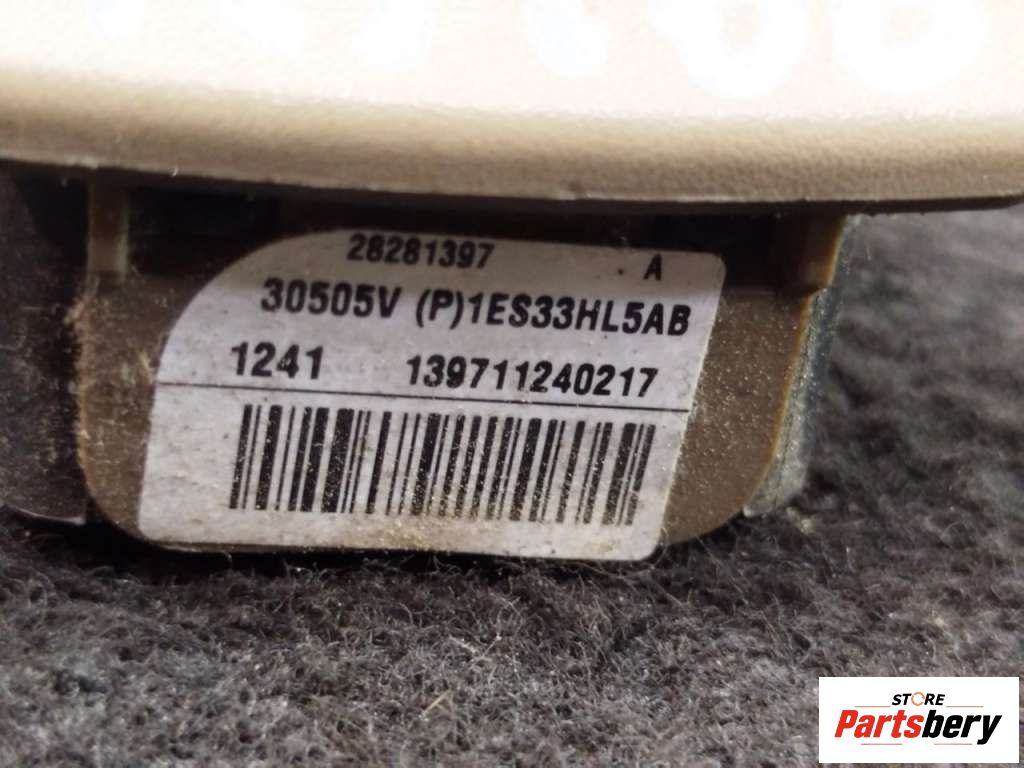 28281397 . A
30505V (P)1ES33HL5AB
1241 139711240217
STORE
Partsbery